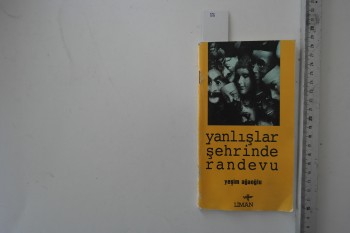 yanlışlar
şehrinde
randevu
yeşim ağaoğlu
LİMAN